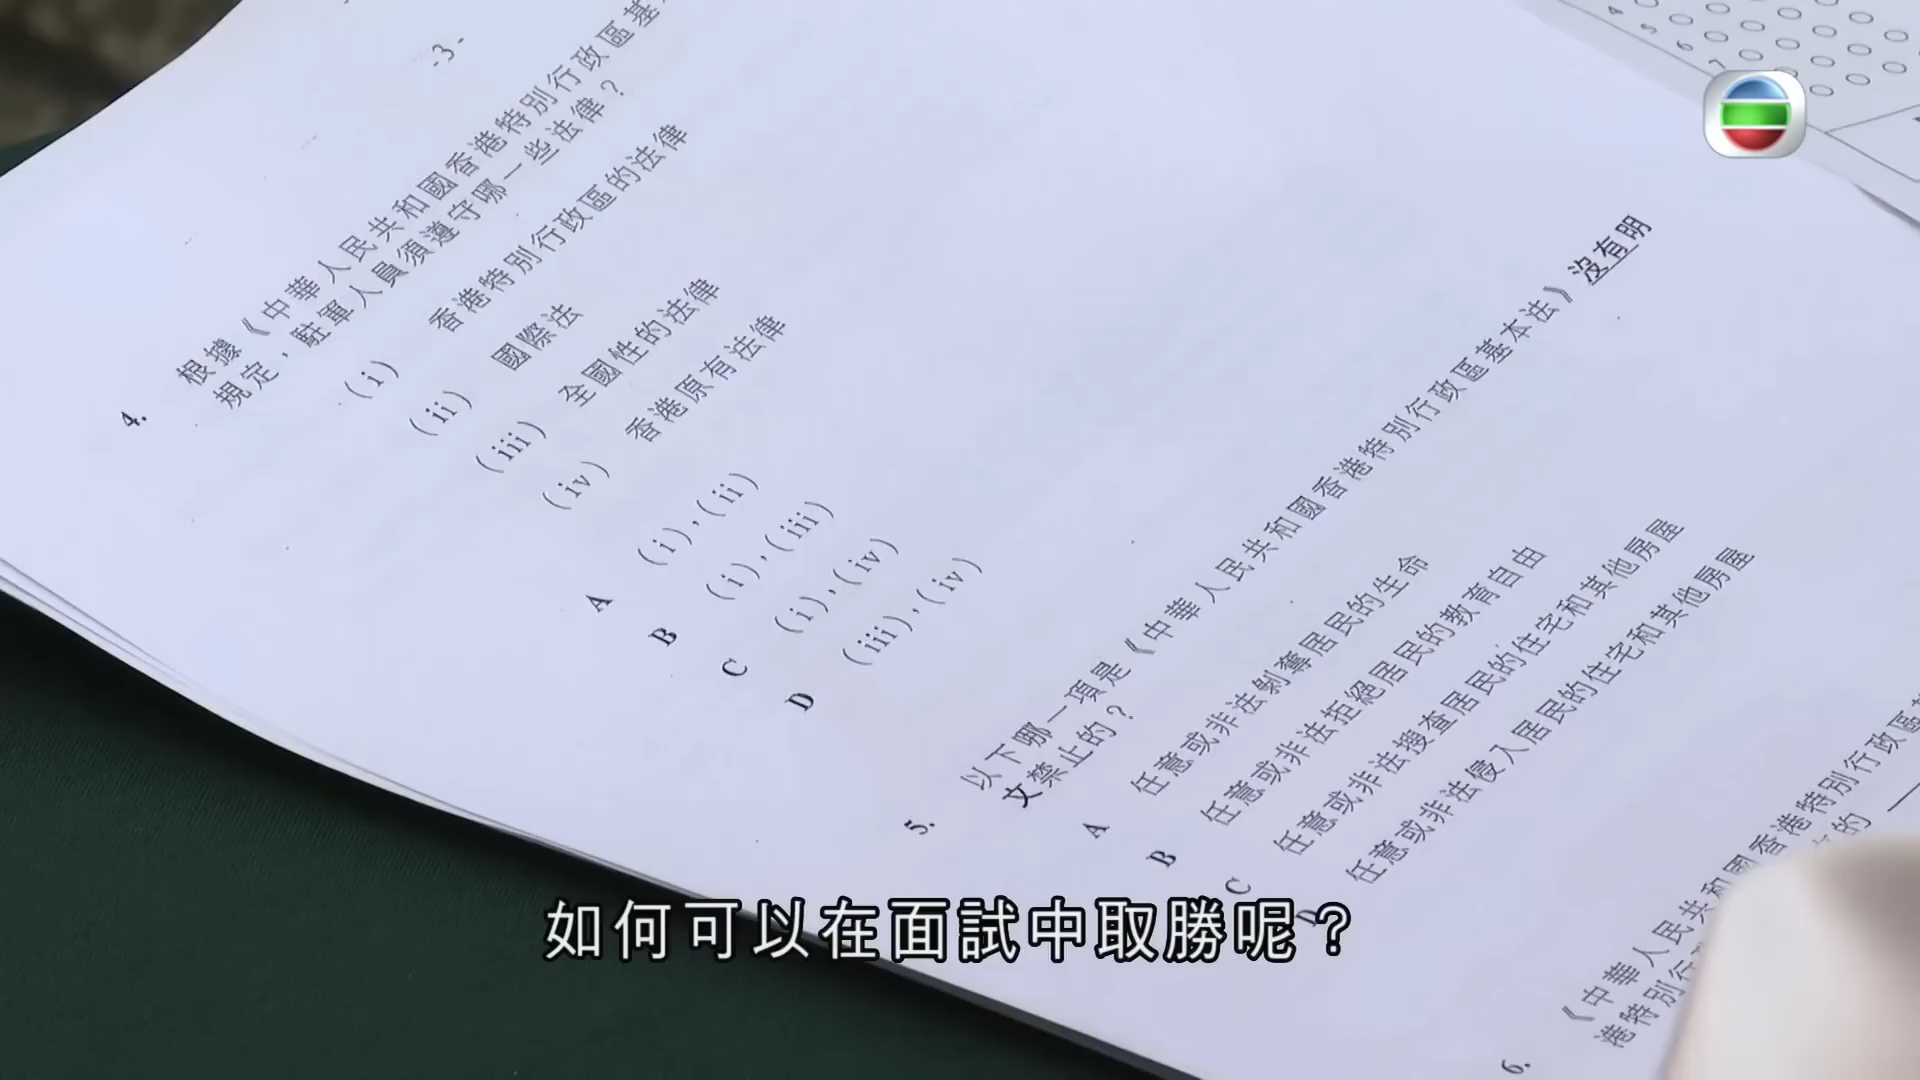 -3-
4. 根據《中華人民共和國香港特別行政區基
規定，駐軍人員須遵守哪一些法律？
(i) 香港特別行政區的法律
(ii) 國際法
(iii) 全國性的法律
(iv) 香港原有法律
A (i)，(ii)
B (i)，(iii)
C (i)，(iv)
D (iii)，(iv)
5. 以下哪一項是《中華人民共和國香港特別行政區基本法》沒有明
文禁止的？
A 任意或非法剝奪居民的生命
B 任意或非法拒絕居民的教育自由
C 任意或非法搜查居民的住宅和其他房屋
D 任意或非法侵入居民的住宅和其他房屋
6. 《中華人民共和國香港特別行政區
港特別行
的
4
5
6
7
如何可以在面試中取勝呢？